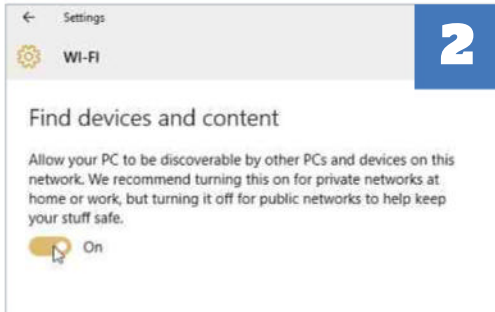 ← Settings
WI-FI
2
Find devices and content
Allow your PC to be discoverable by other PCs and devices on this
network. We recommend turning this on for private networks at
home or work, but turning it off for public networks to help keep
your stuff safe.
On